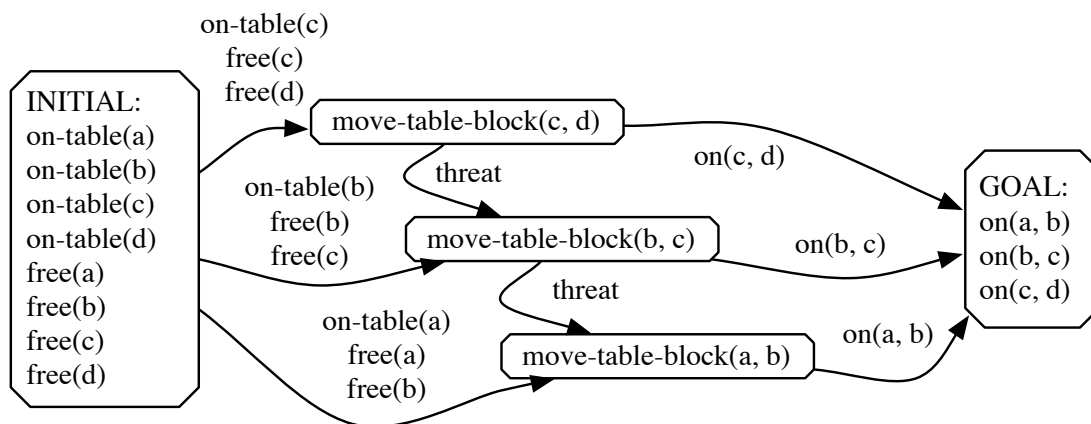 on-table(c)
free(c)
free(d)
INITIAL:
on-table(a)
on-table(b)
on-table(c)
on-table(d)
free(a)
free(b)
free(c)
free(d)
move-table-block(c, d)
threat
on(c, d)
on-table(b)
free(b)
free(c)
move-table-block(b, c)
threat
on(b, c)
on-table(a)
free(a)
free(b)
move-table-block(a, b)
on(a, b)
GOAL:
on(a, b)
on(b, c)
on(c, d)